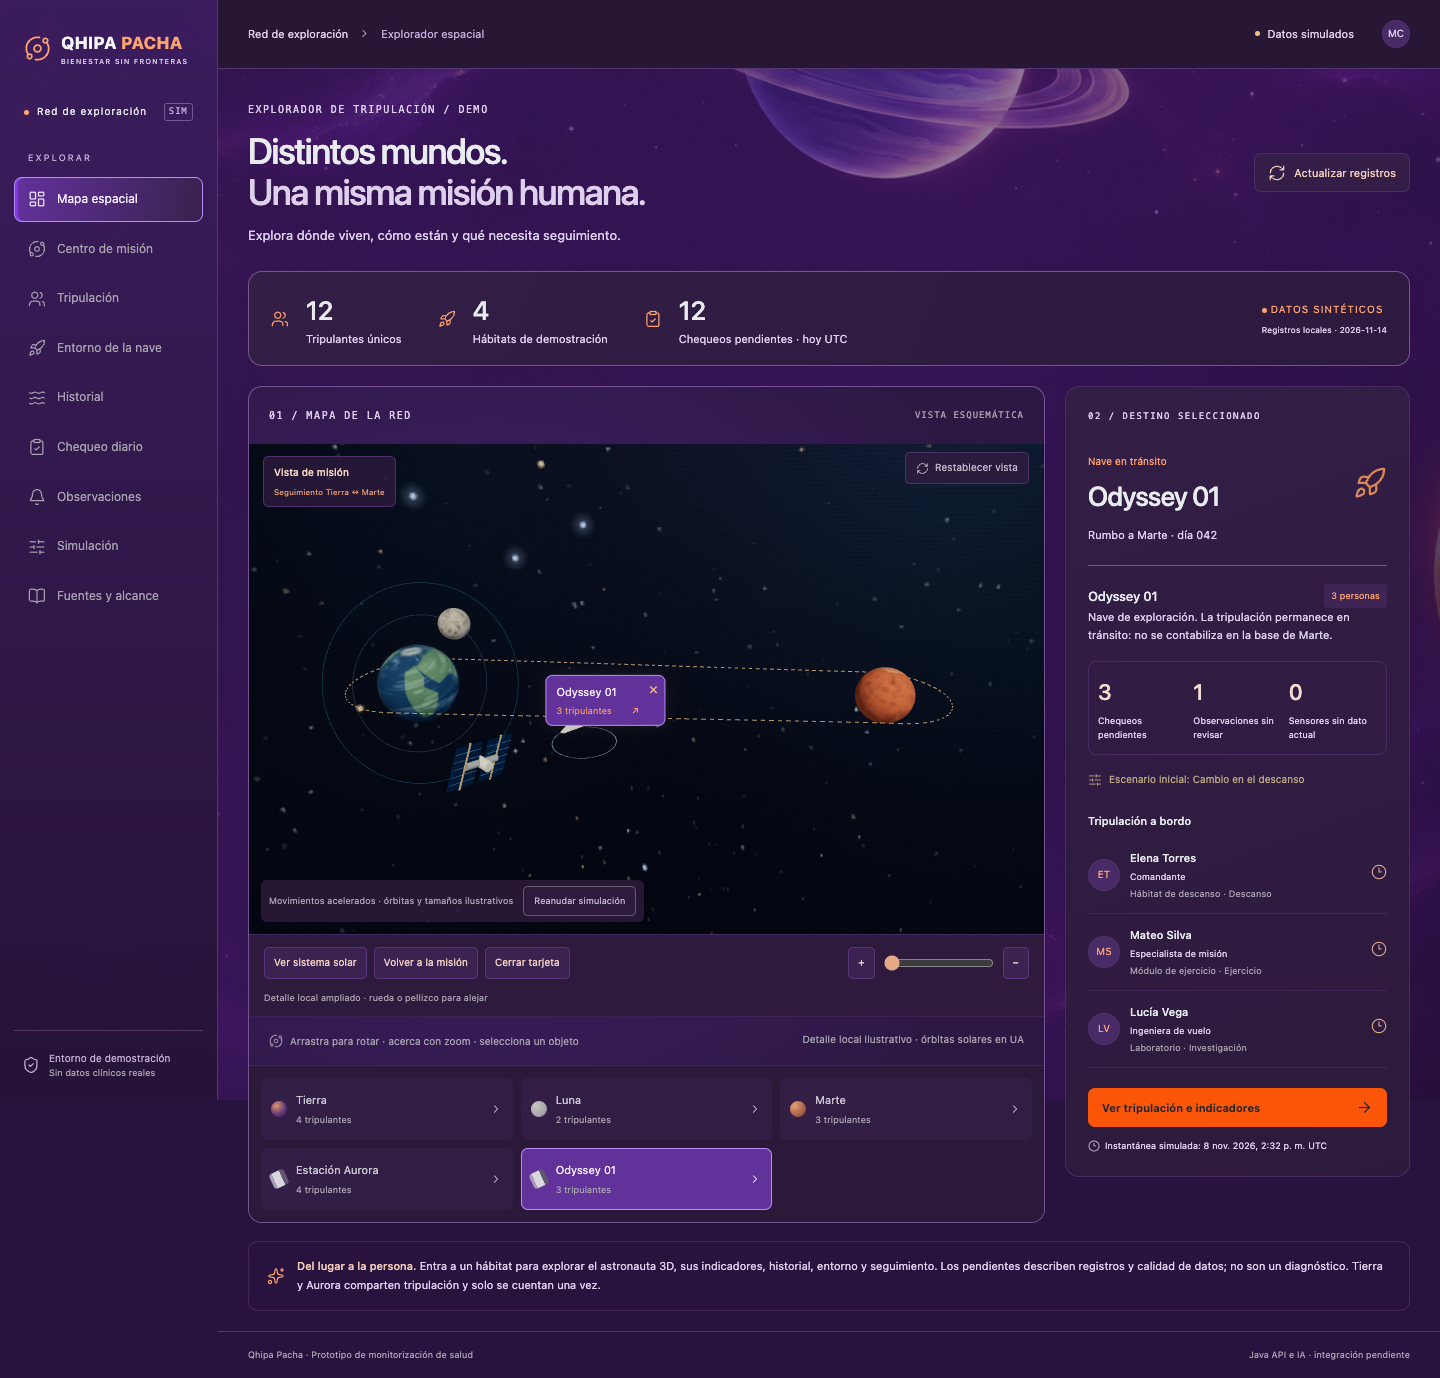 QHIPA PACHA
BIENESTAR SIN FRONTERAS
Red de exploración
SIM
EXPLORAR
Mapa espacial
Centro de misión
Tripulación
Entorno de la nave
Historial
Chequeo diario
Observaciones
Simulación
Fuentes y alcance
Entorno de demostración
Sin datos clínicos reales
Red de exploración > Explorador espacial
Datos simulados
MC
EXPLORADOR DE TRIPULACIÓN / DEMO
Distintos mundos.
Una misma misión humana.
Explora dónde viven, cómo están y qué necesita seguimiento.
Actualizar registros
12
Tripulantes únicos
4
Hábitats de demostración
12
Chequeos pendientes · hoy UTC
DATOS SINTÉTICOS
Registros locales · 2026-11-14
01 / MAPA DE LA RED
VISTA ESQUEMÁTICA
Vista de misión
Seguimiento Tierra ↔ Marte
Restablecer vista
Odyssey 01 ×
3 tripulantes ↗
Movimientos acelerados · órbitas y tamaños ilustrativos
Reanudar simulación
Ver sistema solar
Volver a la misión
Cerrar tarjeta
+
−
Detalle local ampliado · rueda o pellizco para alejar
Arrastra para rotar · acerca con zoom · selecciona un objeto
Detalle local ilustrativo · órbitas solares en UA
Tierra
4 tripulantes
Luna
2 tripulantes
Marte
3 tripulantes
Estación Aurora
4 tripulantes
Odyssey 01
3 tripulantes
02 / DESTINO SELECCIONADO
Nave en tránsito
Odyssey 01
Rumbo a Marte · día 042
Odyssey 01
3 personas
Nave de exploración. La tripulación permanece en
tránsito: no se contabiliza en la base de Marte.
3
Chequeos
pendientes
1
Observaciones sin
revisar
0
Sensores sin dato
actual
Escenario inicial: Cambio en el descanso
Tripulación a bordo
ET
Elena Torres
Comandante
Hábitat de descanso · Descanso
MS
Mateo Silva
Especialista de misión
Módulo de ejercicio · Ejercicio
LV
Lucía Vega
Ingeniera de vuelo
Laboratorio · Investigación
Ver tripulación e indicadores →
Instantánea simulada: 8 nov. 2026, 2:32 p. m. UTC
Del lugar a la persona. Entra a un hábitat para explorar el astronauta 3D, sus indicadores, historial, entorno y seguimiento. Los pendientes describen registros y calidad de datos; no son un diagnóstico. Tierra
y Aurora comparten tripulación y solo se cuentan una vez.
Qhipa Pacha · Prototipo de monitorización de salud
Java API e IA · integración pendiente